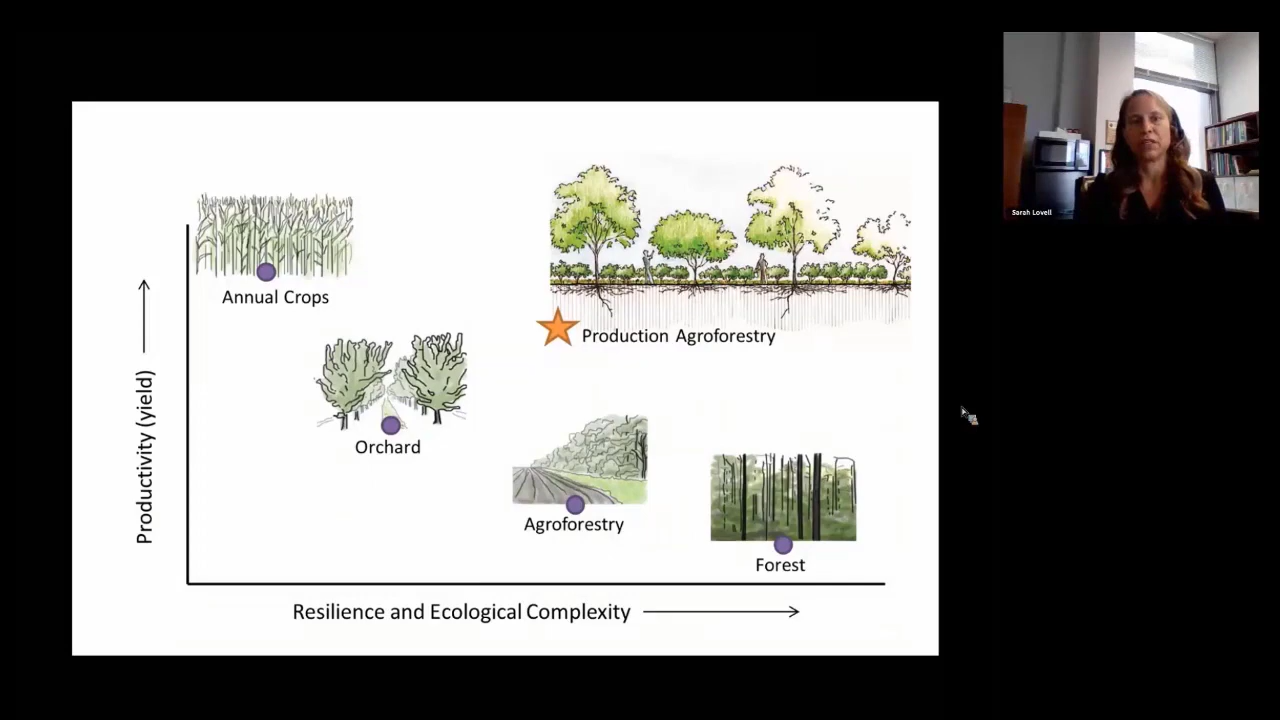 Annual Crops
Production Agroforestry
Orchard
Agroforestry
Forest
Productivity (yield)
Resilience and Ecological Complexity
Sarah Lovell